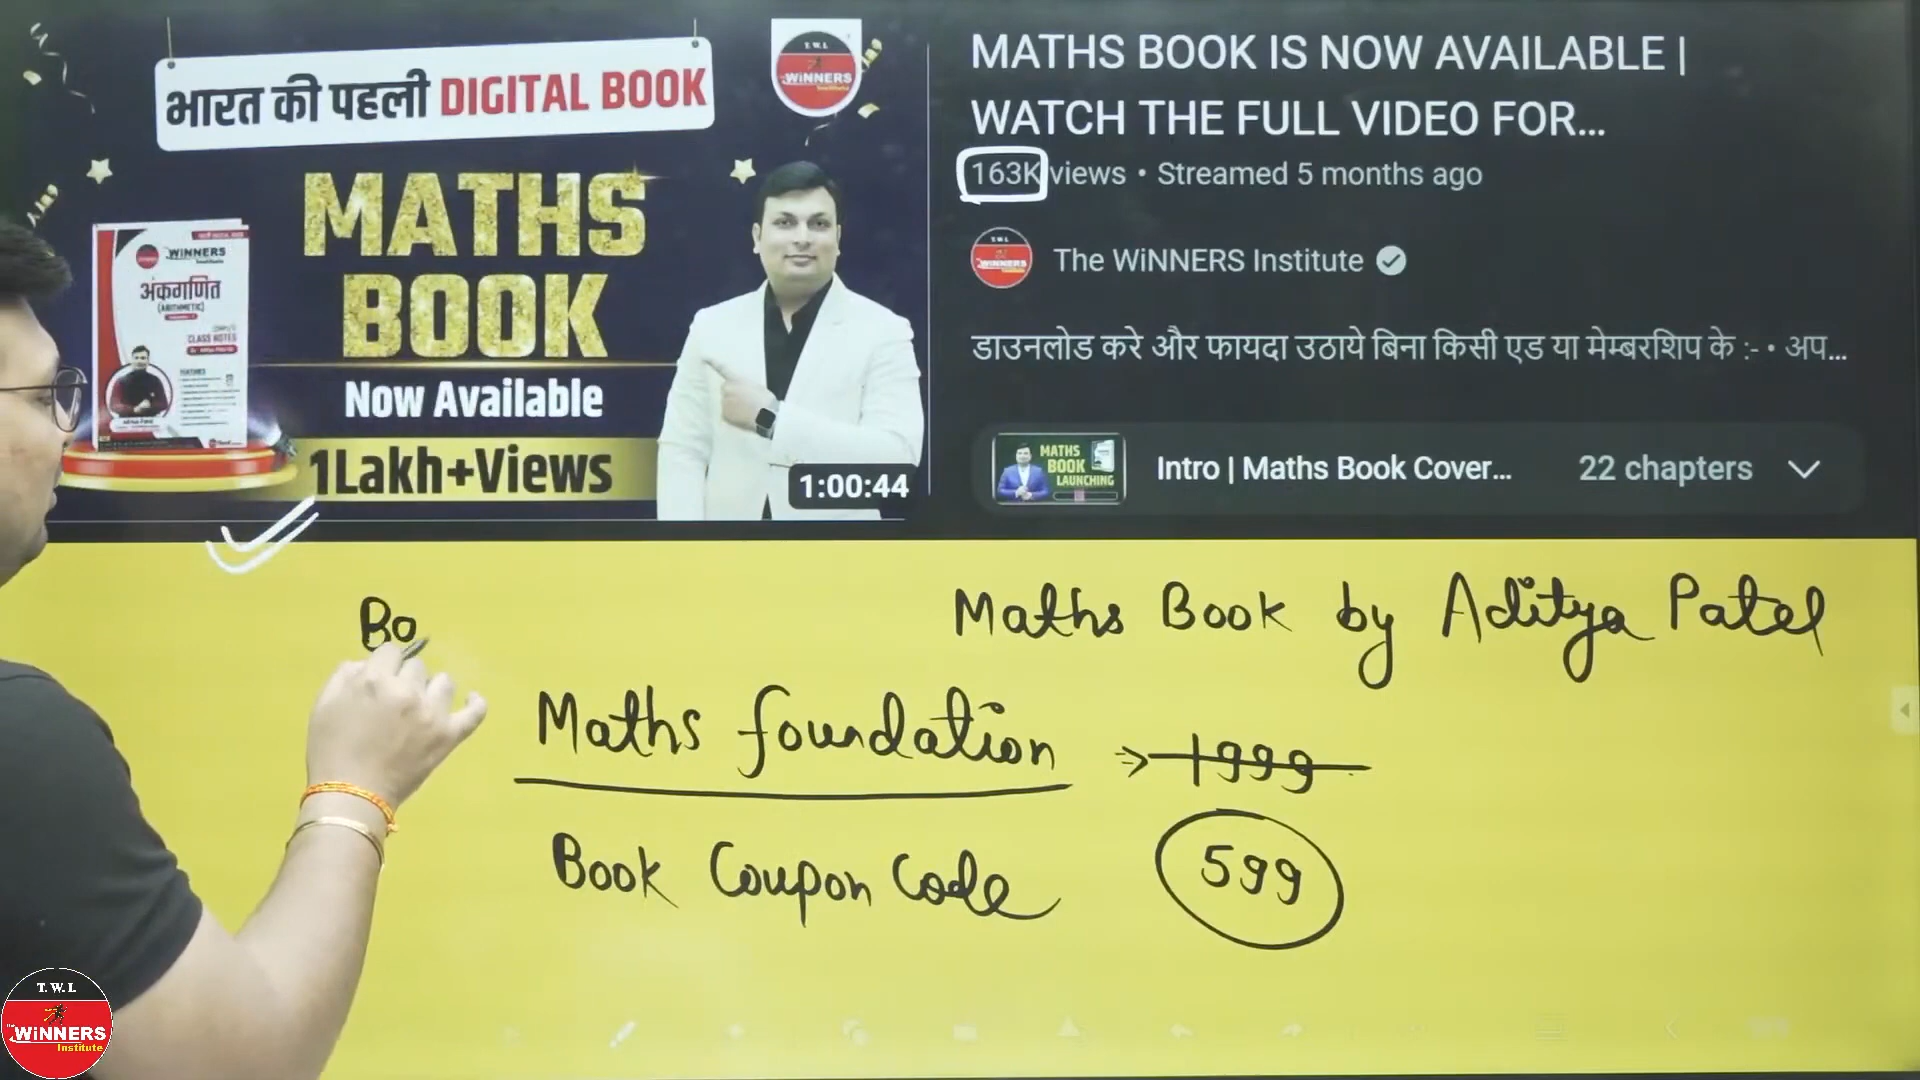 भारत की पहली DIGITAL BOOK
T.W.I.
WiNNERS
Institute
MATHS
BOOK
Now Available
1Lakh+Views
1:00:44
WiNNERS
Institute
अंकगणित
(ARITHMETIC)
CLASS NOTES
MATHS BOOK IS NOW AVAILABLE |
WATCH THE FULL VIDEO FOR...
163K views • Streamed 5 months ago
The WiNNERS Institute
डाउनलोड करे और फायदा उठाये बिना किसी एड या मेम्बरशिप के :- • अप...
MATHS
BOOK
LAUNCHING
Intro | Maths Book Cover...
22 chapters
Bo
Maths Book by Aditya Patel
Maths foundation
1999
Book Coupon Code
599
T.W.I.
The WiNNERS
Institute